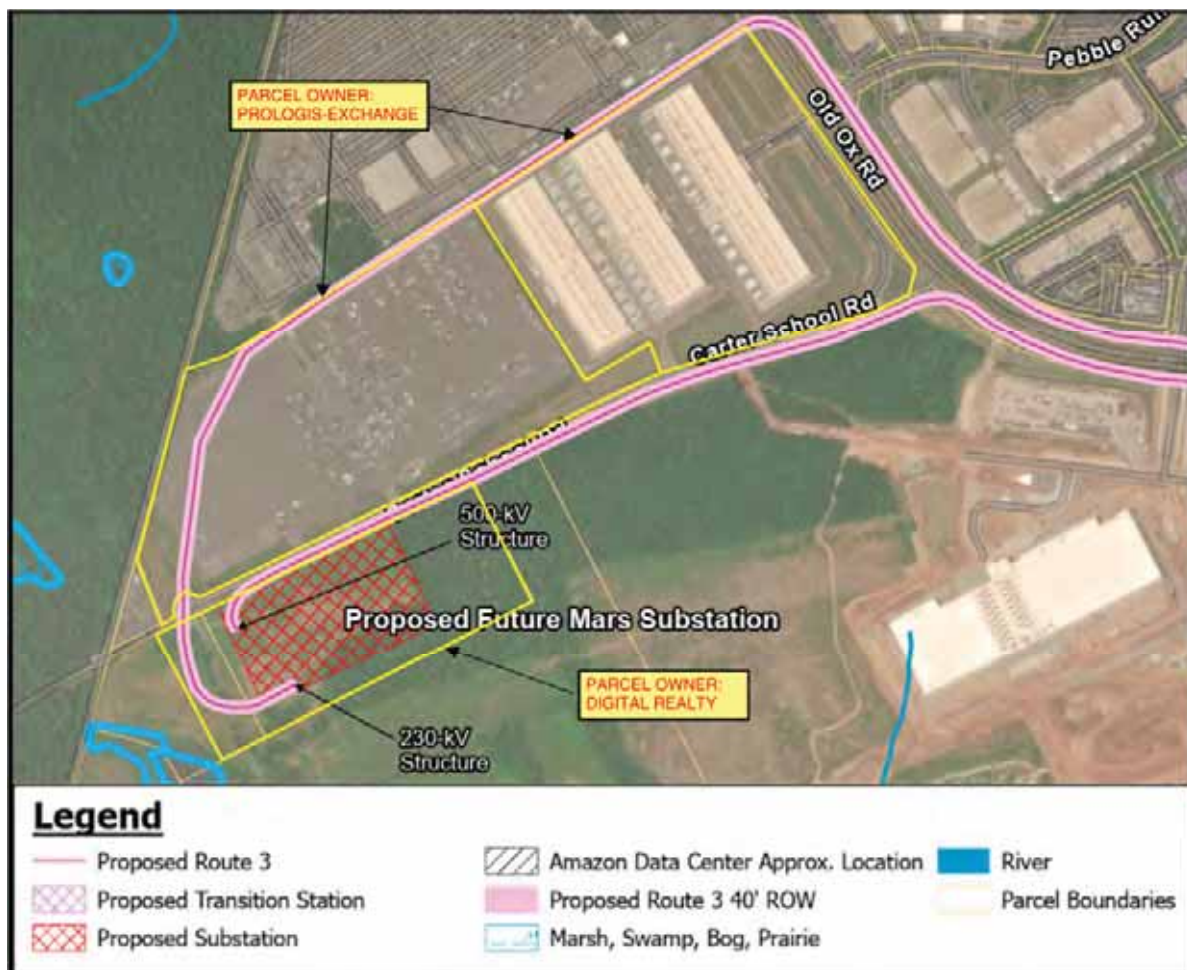 PARCEL OWNER:
PROLOGIS-EXCHANGE
Pebble Run
Old Ox Rd
Carter School Rd
500-kV
Structure
Proposed Future Mars Substation
PARCEL OWNER:
DIGITAL REALTY
230-kV
Structure
Legend
Proposed Route 3
Proposed Transition Station
Proposed Substation
Amazon Data Center Approx. Location
Proposed Route 3 40' ROW
Marsh, Swamp, Bog, Prairie
River
Parcel Boundaries